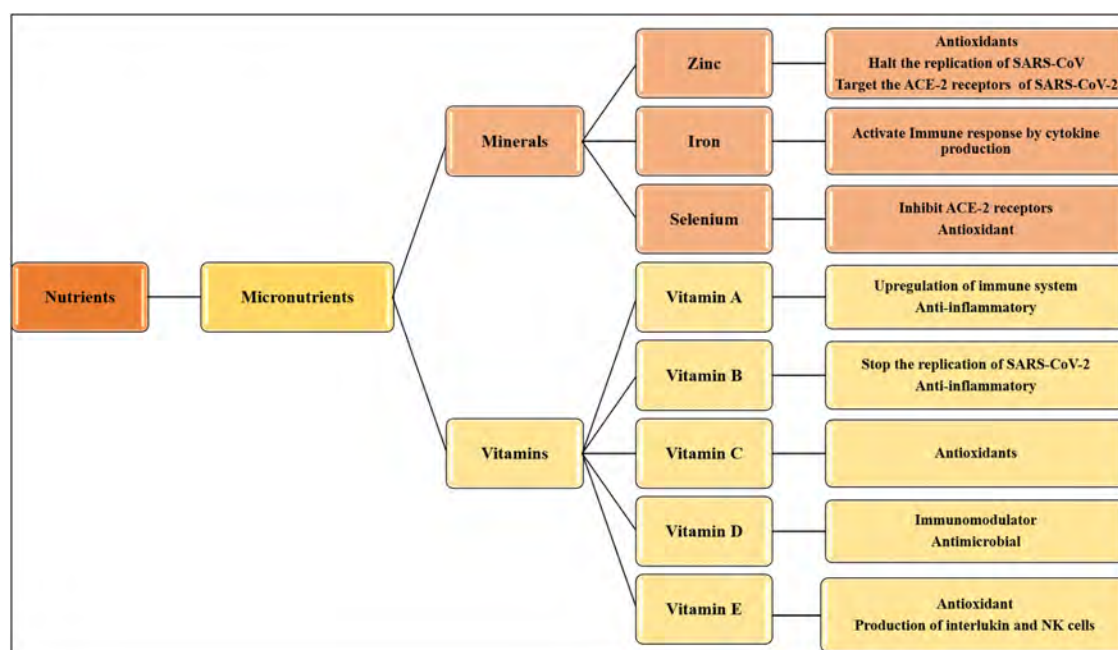 Nutrients
Micronutrients
Minerals
Zinc
Antioxidants
Halt the replication of SARS-CoV
Target the ACE-2 receptors of SARS-CoV-2
Iron
Activate Immune response by cytokine
production
Selenium
Inhibit ACE-2 receptors
Antioxidant
Vitamins
Vitamin A
Upregulation of immune system
Anti-inflammatory
Vitamin B
Stop the replication of SARS-CoV-2
Anti-inflammatory
Vitamin C
Antioxidants
Vitamin D
Immunomodulator
Antimicrobial
Vitamin E
Antioxidant
Production of interlukin and NK cells